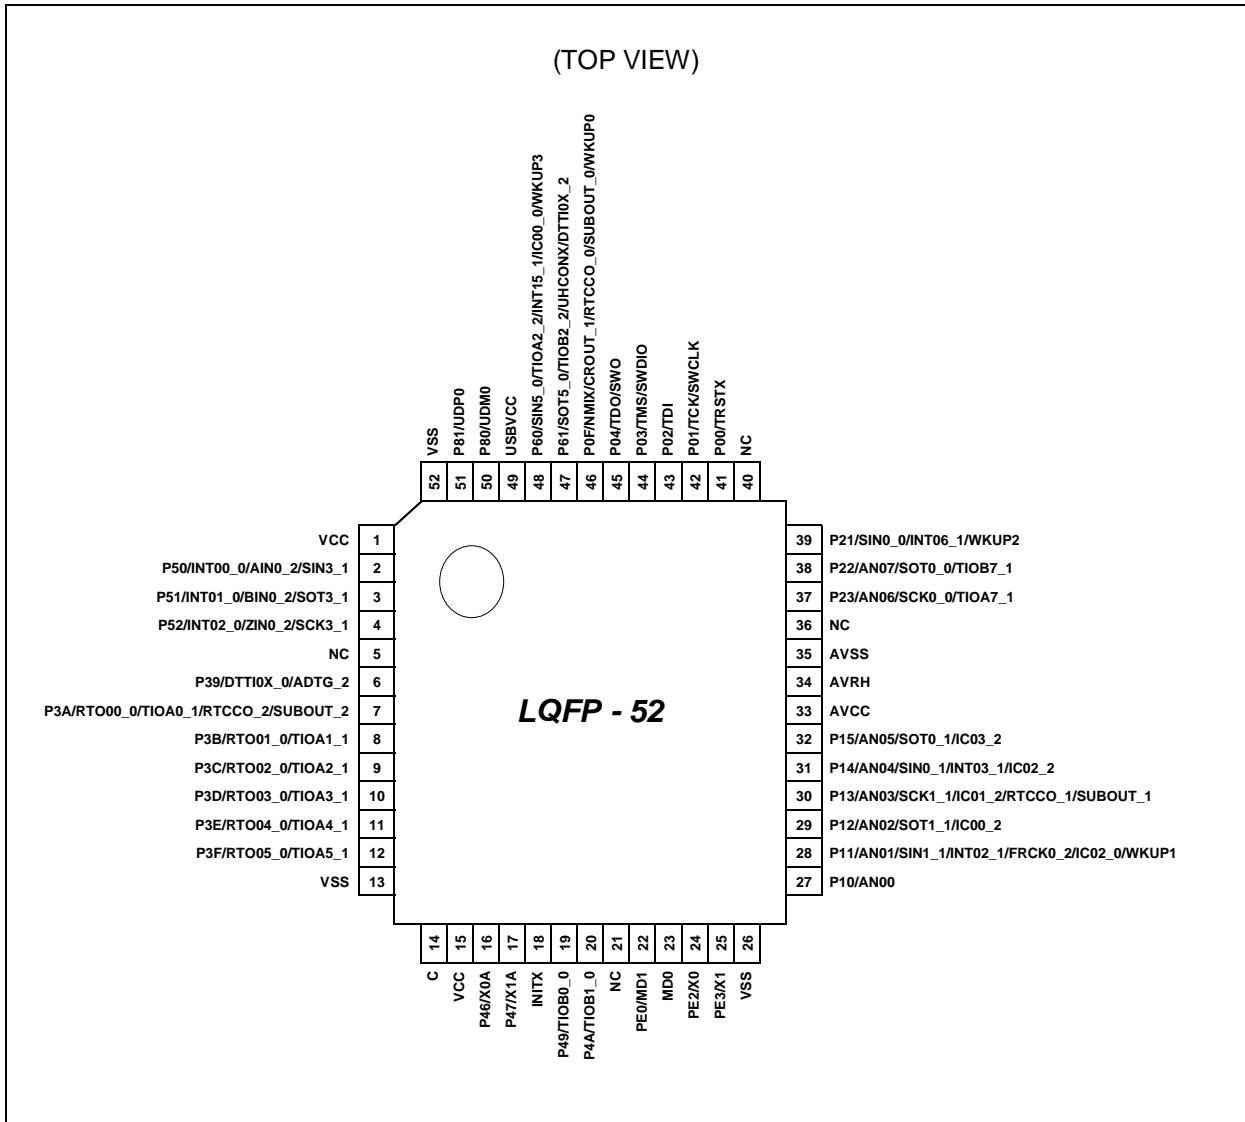 (TOP VIEW)
VSS
P81/UDP0
P80/UDM0
USBVCC
P60/SIN5_0/TIOA2_2/INT15_1/IC00_0/WKUP3
P61/SOT5_0/TIOB2_2/UHCONX/DTTI0X_2
P0F/NMIX/CROUT_1/RTCCO_0/SUBOUT_0/WKUP0
P04/TDO/SWO
P03/TMS/SWDIO
P02/TDI
P01/TCK/SWCLK
P00/TRSTX
NC
52
51
50
49
48
47
46
45
44
43
42
41
40
VCC 1
P50/INT00_0/AIN0_2/SIN3_1 2
P51/INT01_0/BIN0_2/SOT3_1 3
P52/INT02_0/ZIN0_2/SCK3_1 4
NC 5
P39/DTTI0X_0/ADTG_2 6
P3A/RTO00_0/TIOA0_1/RTCCO_2/SUBOUT_2 7
P3B/RTO01_0/TIOA1_1 8
P3C/RTO02_0/TIOA2_1 9
P3D/RTO03_0/TIOA3_1 10
P3E/RTO04_0/TIOA4_1 11
P3F/RTO05_0/TIOA5_1 12
VSS 13
LQFP - 52
39 P21/SIN0_0/INT06_1/WKUP2
38 P22/AN07/SOT0_0/TIOB7_1
37 P23/AN06/SCK0_0/TIOA7_1
36 NC
35 AVSS
34 AVRH
33 AVCC
32 P15/AN05/SOT0_1/IC03_2
31 P14/AN04/SIN0_1/INT03_1/IC02_2
30 P13/AN03/SCK1_1/IC01_2/RTCCO_1/SUBOUT_1
29 P12/AN02/SOT1_1/IC00_2
28 P11/AN01/SIN1_1/INT02_1/FRCK0_2/IC02_0/WKUP1
27 P10/AN00
14
15
16
17
18
19
20
21
22
23
24
25
26
C
VCC
P46/X0A
P47/X1A
INITX
P49/TIOB0_0
P4A/TIOB1_0
NC
PE0/MD1
MD0
PE2/X0
PE3/X1
VSS